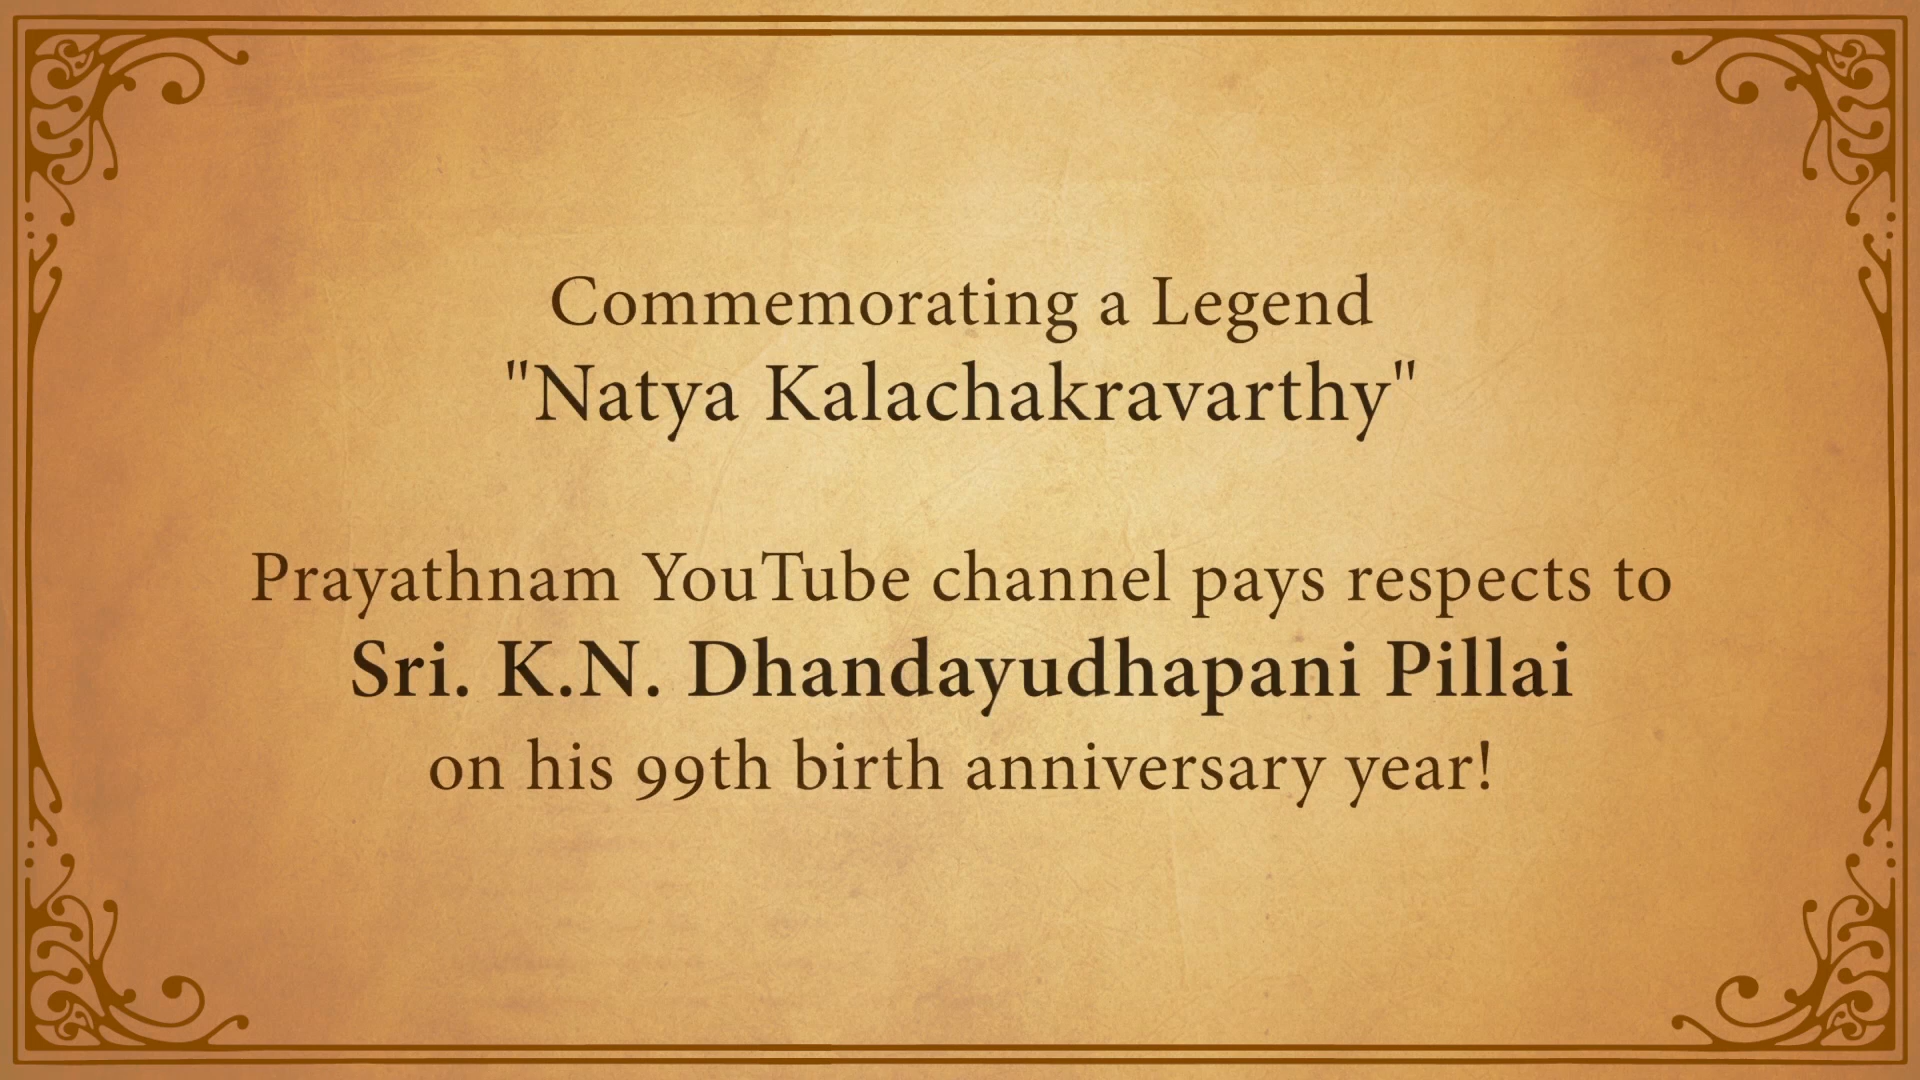 Commemorating a Legend
"Natya Kalachakravarthy"
Prayathnam YouTube channel pays respects to
Sri. K.N. Dhandayudhapani Pillai
on his 99th birth anniversary year!